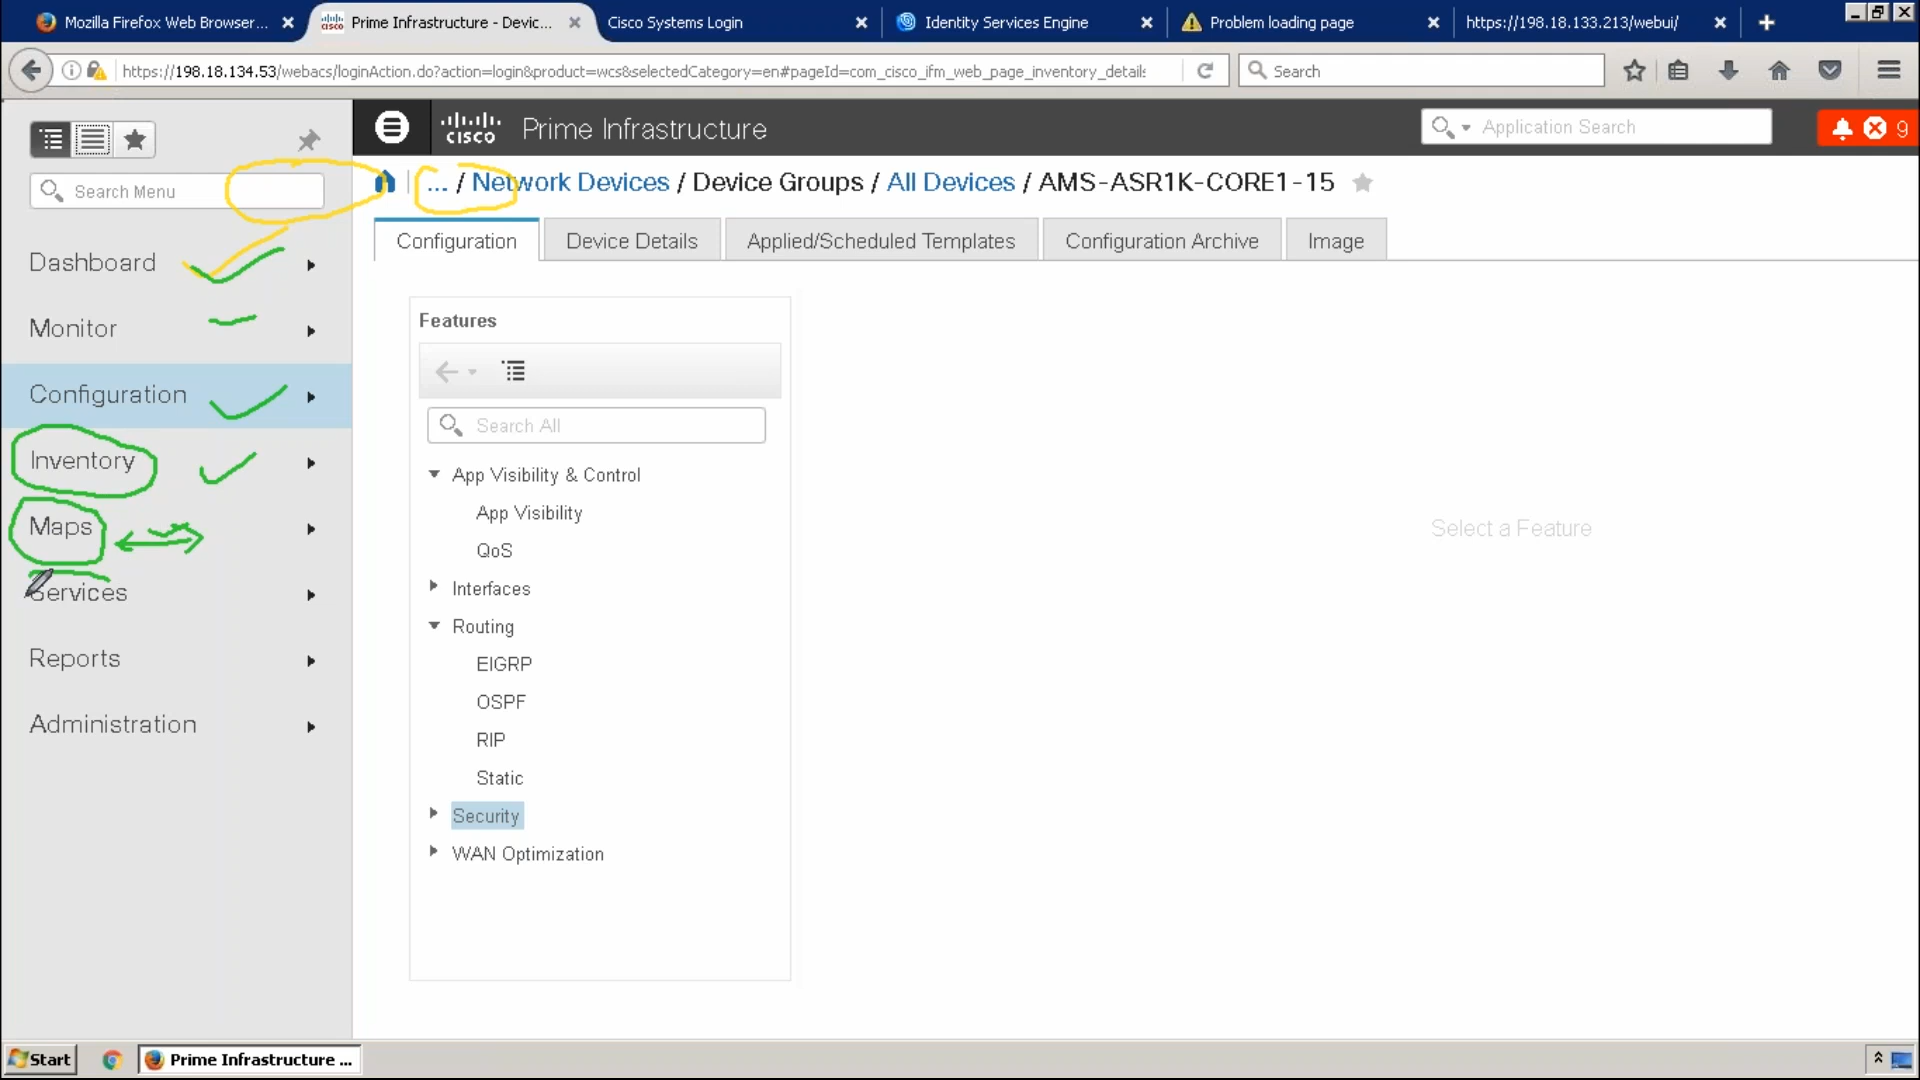 Mozilla Firefox Web Browser...
Prime Infrastructure - Devic...
Cisco Systems Login
Identity Services Engine
Problem loading page
https://198.18.133.213/webui/
https://198.18.134.53/webacs/loginAction.do?action=login&product=wcs&selectedCategory=en#pageId=com_cisco_ifm_web_page_inventory_details
Search
CISCO
Prime Infrastructure
Application Search
9
Search Menu
... / Network Devices / Device Groups / All Devices / AMS-ASR1K-CORE1-15
Configuration
Device Details
Applied/Scheduled Templates
Configuration Archive
Image
Dashboard
Monitor
Configuration
Inventory
Maps
Services
Reports
Administration
Features
Search All
App Visibility & Control
App Visibility
QoS
Interfaces
Routing
EIGRP
OSPF
RIP
Static
Security
WAN Optimization
Select a Feature
Start
Prime Infrastructure ...